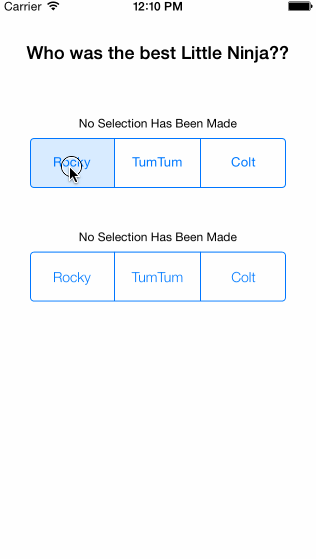 Carrier 12:10 PM
Who was the best Little Ninja??
No Selection Has Been Made
Rocky TumTum Colt
No Selection Has Been Made
Rocky TumTum Colt